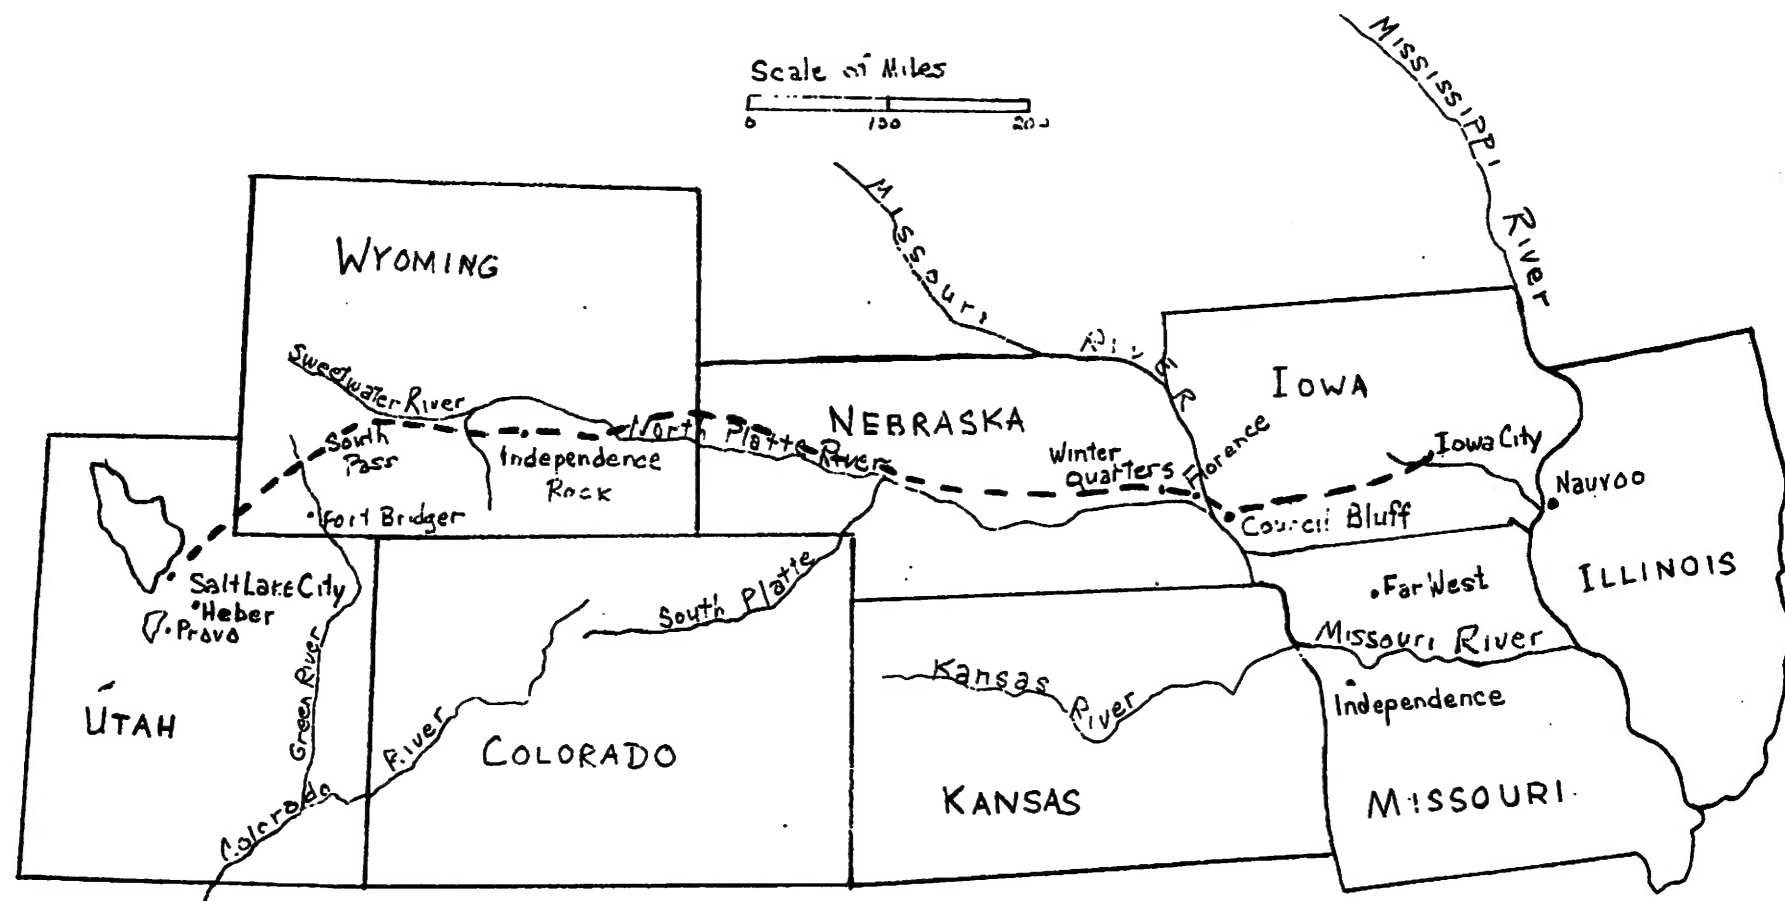 Scale of Miles
0 100 200
Mississippi River
Missouri River
Wyoming
Sweetwater River
South
Pass
Independence
Rock
Fort Bridger
North Platte River
Nebraska
Winter
Quarters
Florence
Iowa
Iowa City
Council Bluff
Nauvoo
Illinois
Salt Lake City
Heber
Provo
Utah
Green River
Colorado River
Colorado
South Platte
Kansas River
Kansas
Far West
Missouri River
Independence
Missouri